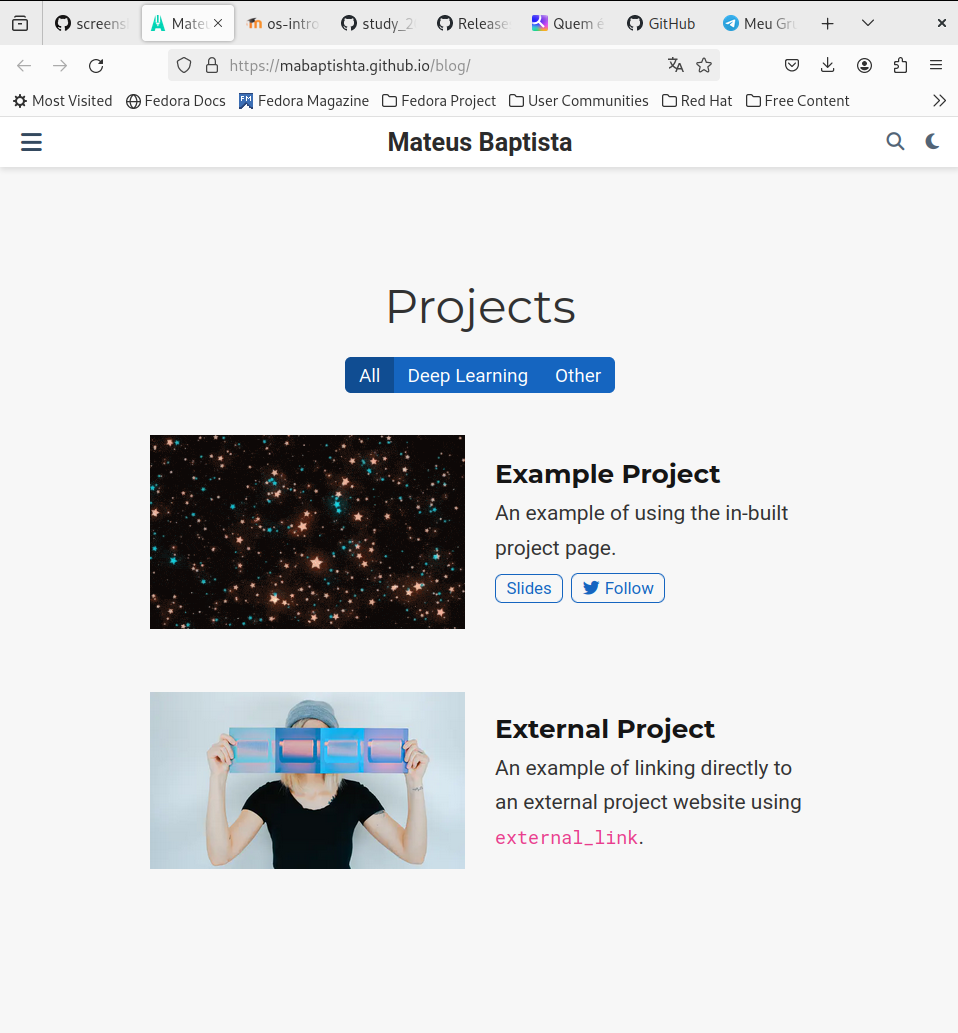 screens
Mateu
os-intro
study_2
Release
Quem é
GitHub
Meu Gru
https://mabaptishta.github.io/blog/
Most Visited Fedora Docs Fedora Magazine Fedora Project User Communities Red Hat Free Content
Mateus Baptista
Projects
All Deep Learning Other
Example Project
An example of using the in-built
project page.
Slides Follow
External Project
An example of linking directly to
an external project website using
external_link.